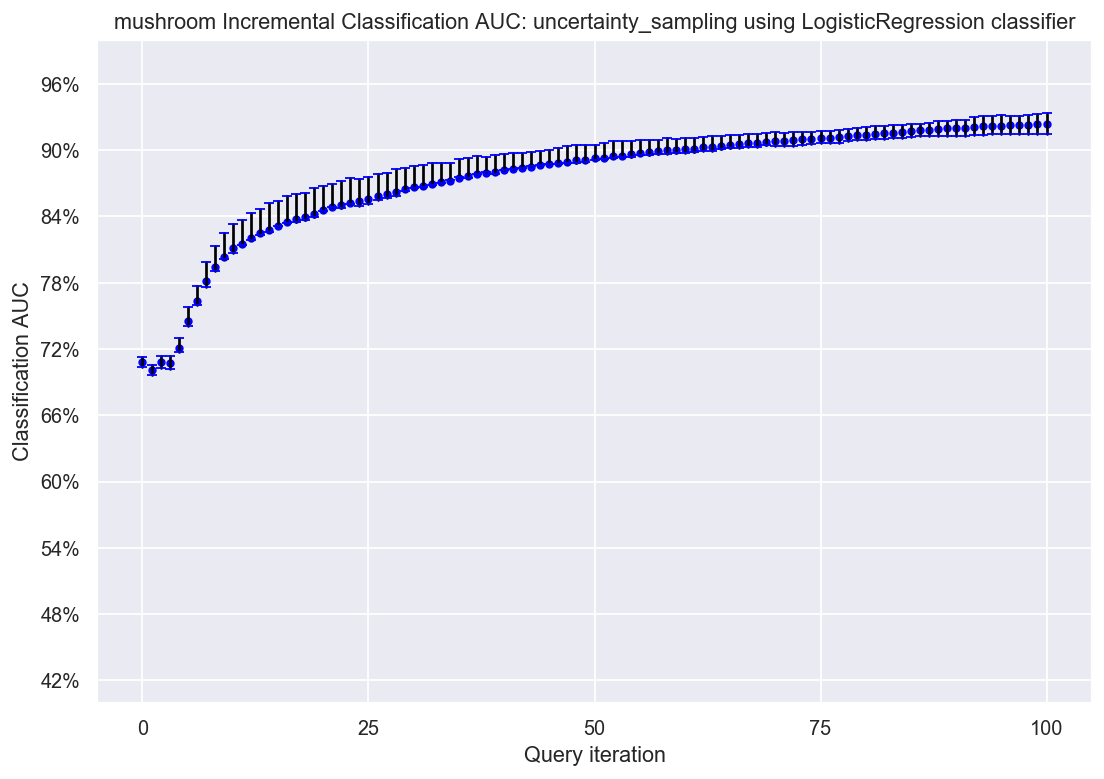 mushroom Incremental Classification AUC: uncertainty_sampling using LogisticRegression classifier
96%
90%
84%
78%
72%
66%
60%
54%
48%
42%
Classification AUC
0 25 50 75 100
Query iteration